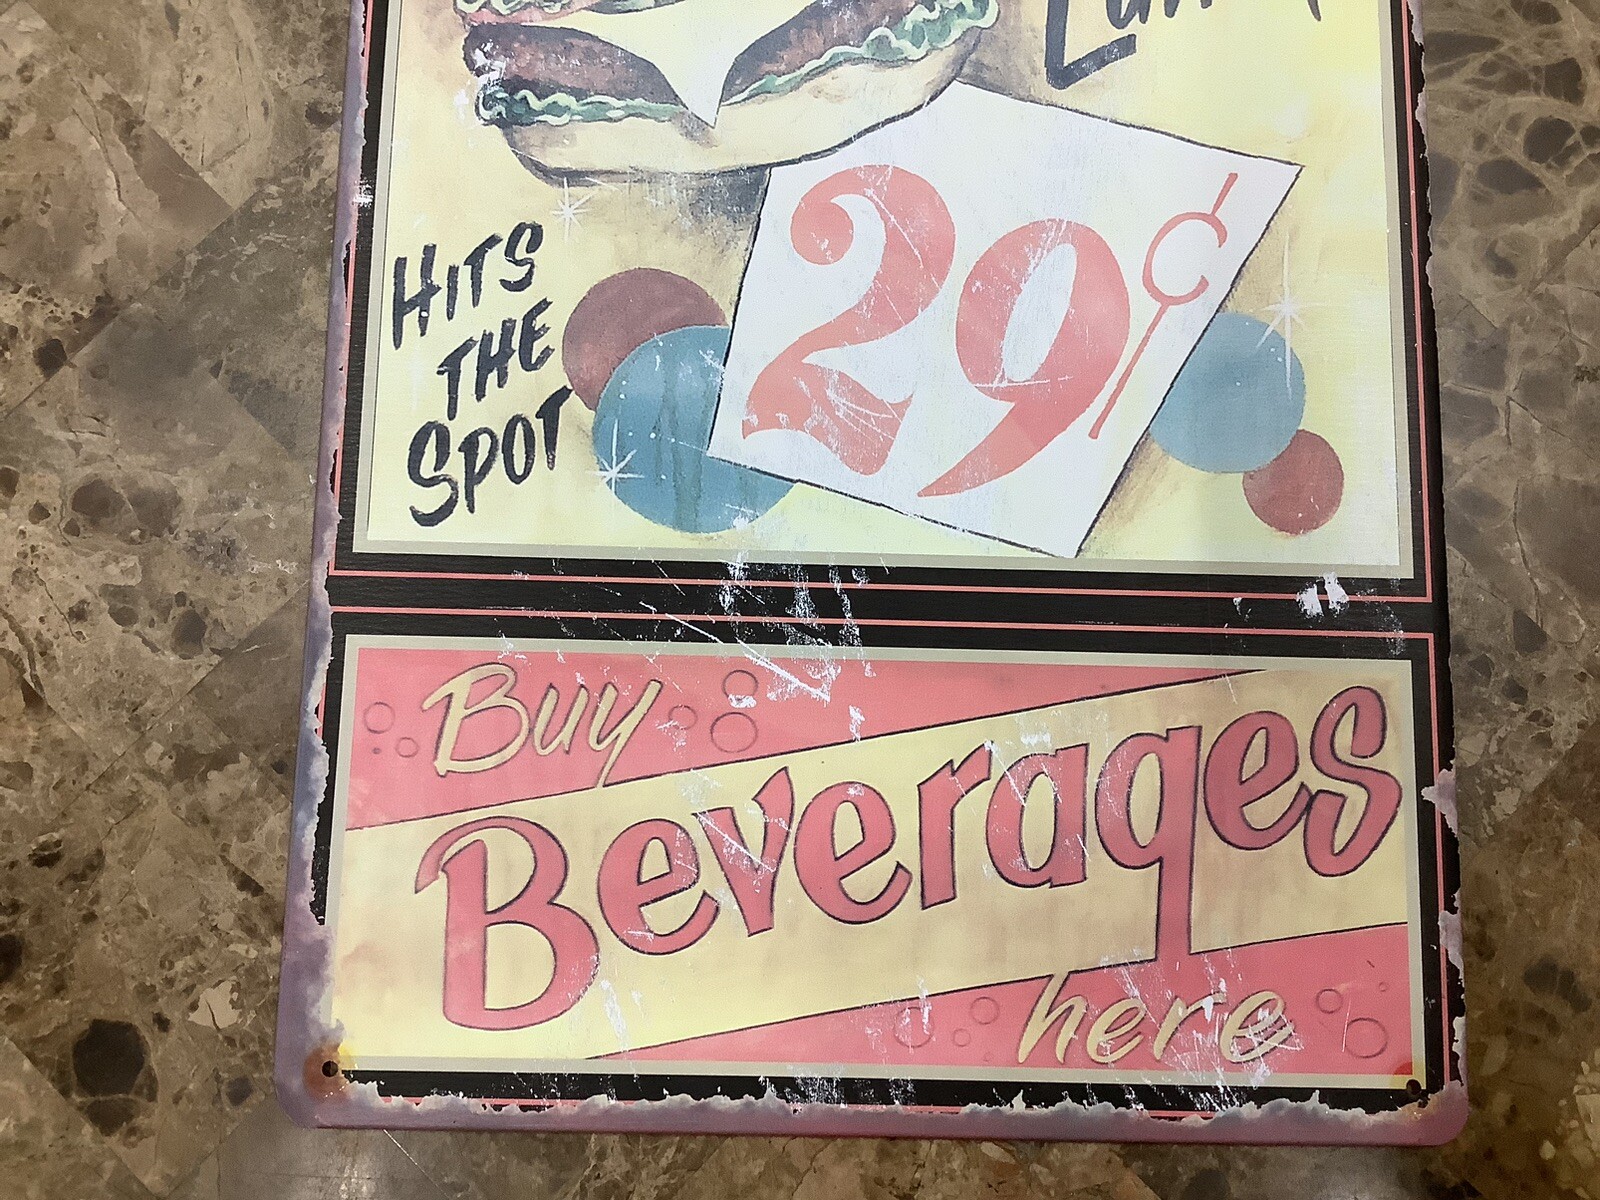 HITS
THE
SPOT
29¢
Buy
Beverages
here